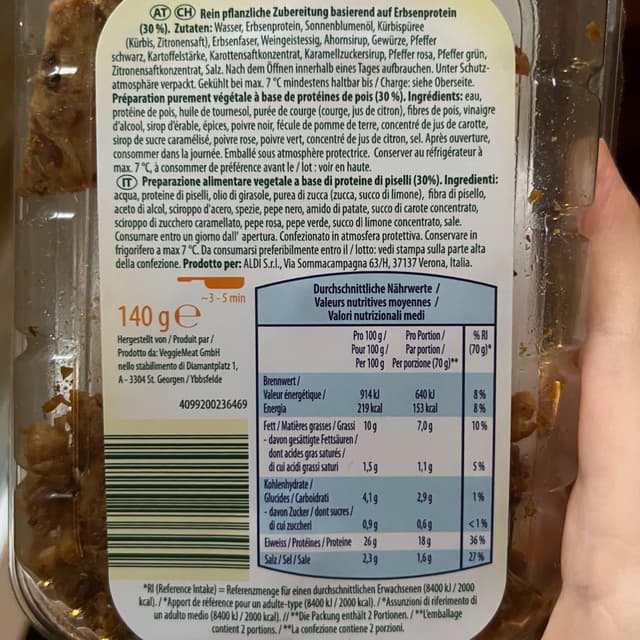 AT CH Rein pflanzliche Zubereitung basierend auf Erbsenprotein
(30 %). Zutaten: Wasser, Erbsenprotein, Sonnenblumenöl, Kürbispüree
(Kürbis, Zitronensaft), Erbsenfaser, Weingeistessig, Ahornsirup, Gewürze, Pfeffer
schwarz, Kartoffelstärke, Karottensaftkonzentrat, Karamellzuckersirup, Pfeffer rosa, Pfeffer grün,
Zitronensaftkonzentrat, Salz. Nach dem Öffnen innerhalb eines Tages aufbrauchen. Unter Schutz-
atmosphäre verpackt. Gekühlt bei max. 7 °C mindestens haltbar bis / Charge: siehe Oberseite.
Préparation purement végétale à base de protéines de pois (30 %). Ingrédients: eau,
protéine de pois, huile de tournesol, purée de courge (courge, jus de citron), fibres de pois, vinaigre
d'alcool, sirop d'érable, épices, poivre noir, fécule de pomme de terre, concentré de jus de carotte,
sirop de sucre caramélisé, poivre rose, poivre vert, concentré de jus de citron, sel. Après ouverture,
consommer dans la journée. Emballé sous atmosphère protectrice. Conserver au réfrigérateur à
max. 7 °C, à consommer de préférence avant le / lot : voir en haute.
IT Preparazione alimentare vegetale a base di proteine di piselli (30%). Ingredienti:
acqua, proteine di piselli, olio di girasole, purea di zucca (zucca, succo di limone), fibra di pisello,
aceto di alcol, sciroppo d'acero, spezie, pepe nero, amido di patate, succo di carote concentrato,
sciroppo di zucchero caramellato, pepe rosa, pepe verde, succo di limone concentrato, sale.
Consumare entro un giorno dall' apertura. Confezionato in atmosfera protettiva. Conservare in
frigorifero a max 7 °C. Da consumarsi preferibilmente entro il / lotto: vedi stampa sulla parte alta
della confezione. Prodotto per: ALDI S.r.l., Via Sommacampagna 63/H, 37137 Verona, Italia.
~3 - 5 min
140 g e
Hergestellt von / Produit par /
Prodotto da: VeggieMeat GmbH
nello stabilimento di Diamantplatz 1,
A - 3304 St. Georgen / Ybbsfelde
4099200236469
Durchschnittliche Nährwerte /
Valeurs nutritives moyennes /
Valori nutrizionali medi
Pro 100 g / Pro Portion / % RI
Pour 100 g / Par portion / (70 g)*
Per 100 g Per porzione (70 g)**
Brennwert /
Valeur énergétique / 914 kJ 640 kJ 8 %
Energia 219 kcal 153 kcal 8 %
Fett / Matières grasses / Grassi 10 g 7,0 g 10 %
- davon gesättigte Fettsäuren /
dont acides gras saturés /
di cui acidi grassi saturi 1,5 g 1,1 g 5 %
Kohlenhydrate /
Glucides / Carboidrati 4,1 g 2,9 g 1 %
- davon Zucker / dont sucres /
di cui zuccheri 0,9 g 0,6 g <1 %
Eiweiss / Protéines / Proteine 26 g 18 g 36 %
Salz / Sel / Sale 2,3 g 1,6 g 27 %
*RI (Reference Intake) = Referenzmenge für einen durchschnittlichen Erwachsenen (8400 kJ / 2000
kcal). / *Apport de référence pour un adulte-type (8400 kJ / 2000 kcal). / *Assunzioni di riferimento di
un adulto medio (8400 kJ / 2000 kcal). // **Die Packung enthält 2 Portionen. / **L'emballage
contient 2 portions. / **La confezione contiene 2 porzioni.